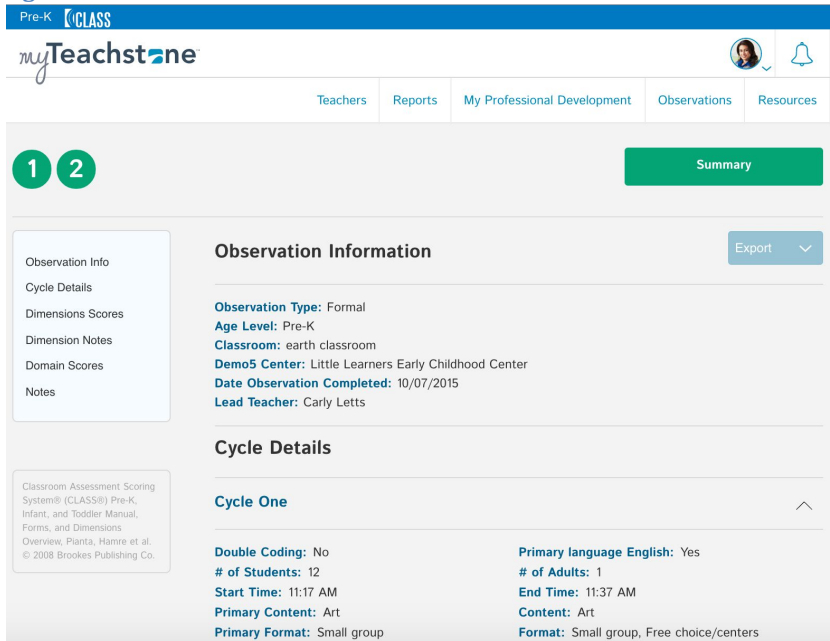 Pre-K CLASS
myTeachstone
Teachers Reports My Professional Development Observations Resources
1 2
Summary
Observation Info
Cycle Details
Dimensions Scores
Dimension Notes
Domain Scores
Notes
Classroom Assessment Scoring
System® (CLASS®) Pre-K,
Infant, and Toddler Manual,
Forms, and Dimensions
Overview, Pianta, Hamre et al.
© 2008 Brookes Publishing Co.
Observation Information
Export
Observation Type: Formal
Age Level: Pre-K
Classroom: earth classroom
Demo5 Center: Little Learners Early Childhood Center
Date Observation Completed: 10/07/2015
Lead Teacher: Carly Letts
Cycle Details
Cycle One
Double Coding: No
# of Students: 12
Start Time: 11:17 AM
Primary Content: Art
Primary Format: Small group
Primary language English: Yes
# of Adults: 1
End Time: 11:37 AM
Content: Art
Format: Small group, Free choice/centers